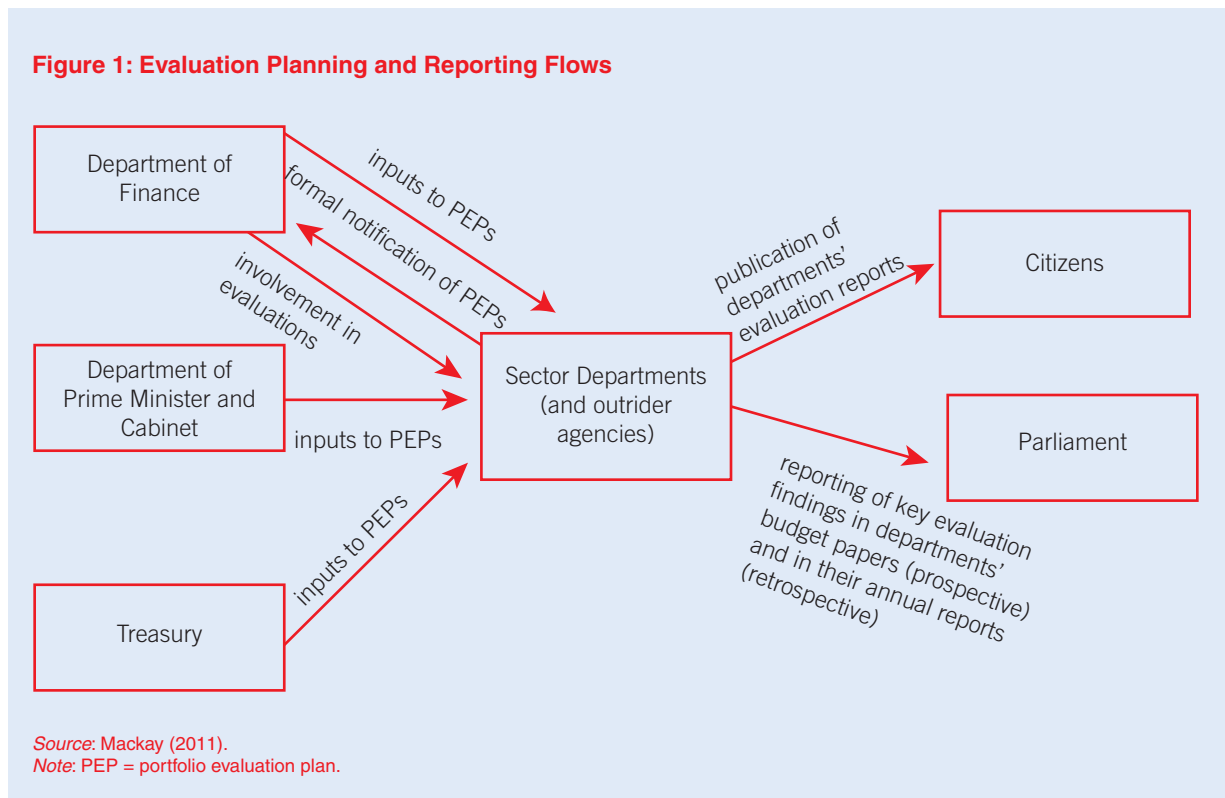 Figure 1: Evaluation Planning and Reporting Flows
Department of
Finance
inputs to PEPs
formal notification of PEPs
involvement in
evaluations
Department of
Prime Minister and
Cabinet
inputs to PEPs
Treasury
inputs to PEPs
Sector Departments
(and outrider
agencies)
publication of
departments’
evaluation reports
Citizens
Parliament
reporting of key evaluation
findings in departments’
budget papers (prospective)
and in their annual reports
(retrospective)
Source: Mackay (2011).
Note: PEP = portfolio evaluation plan.